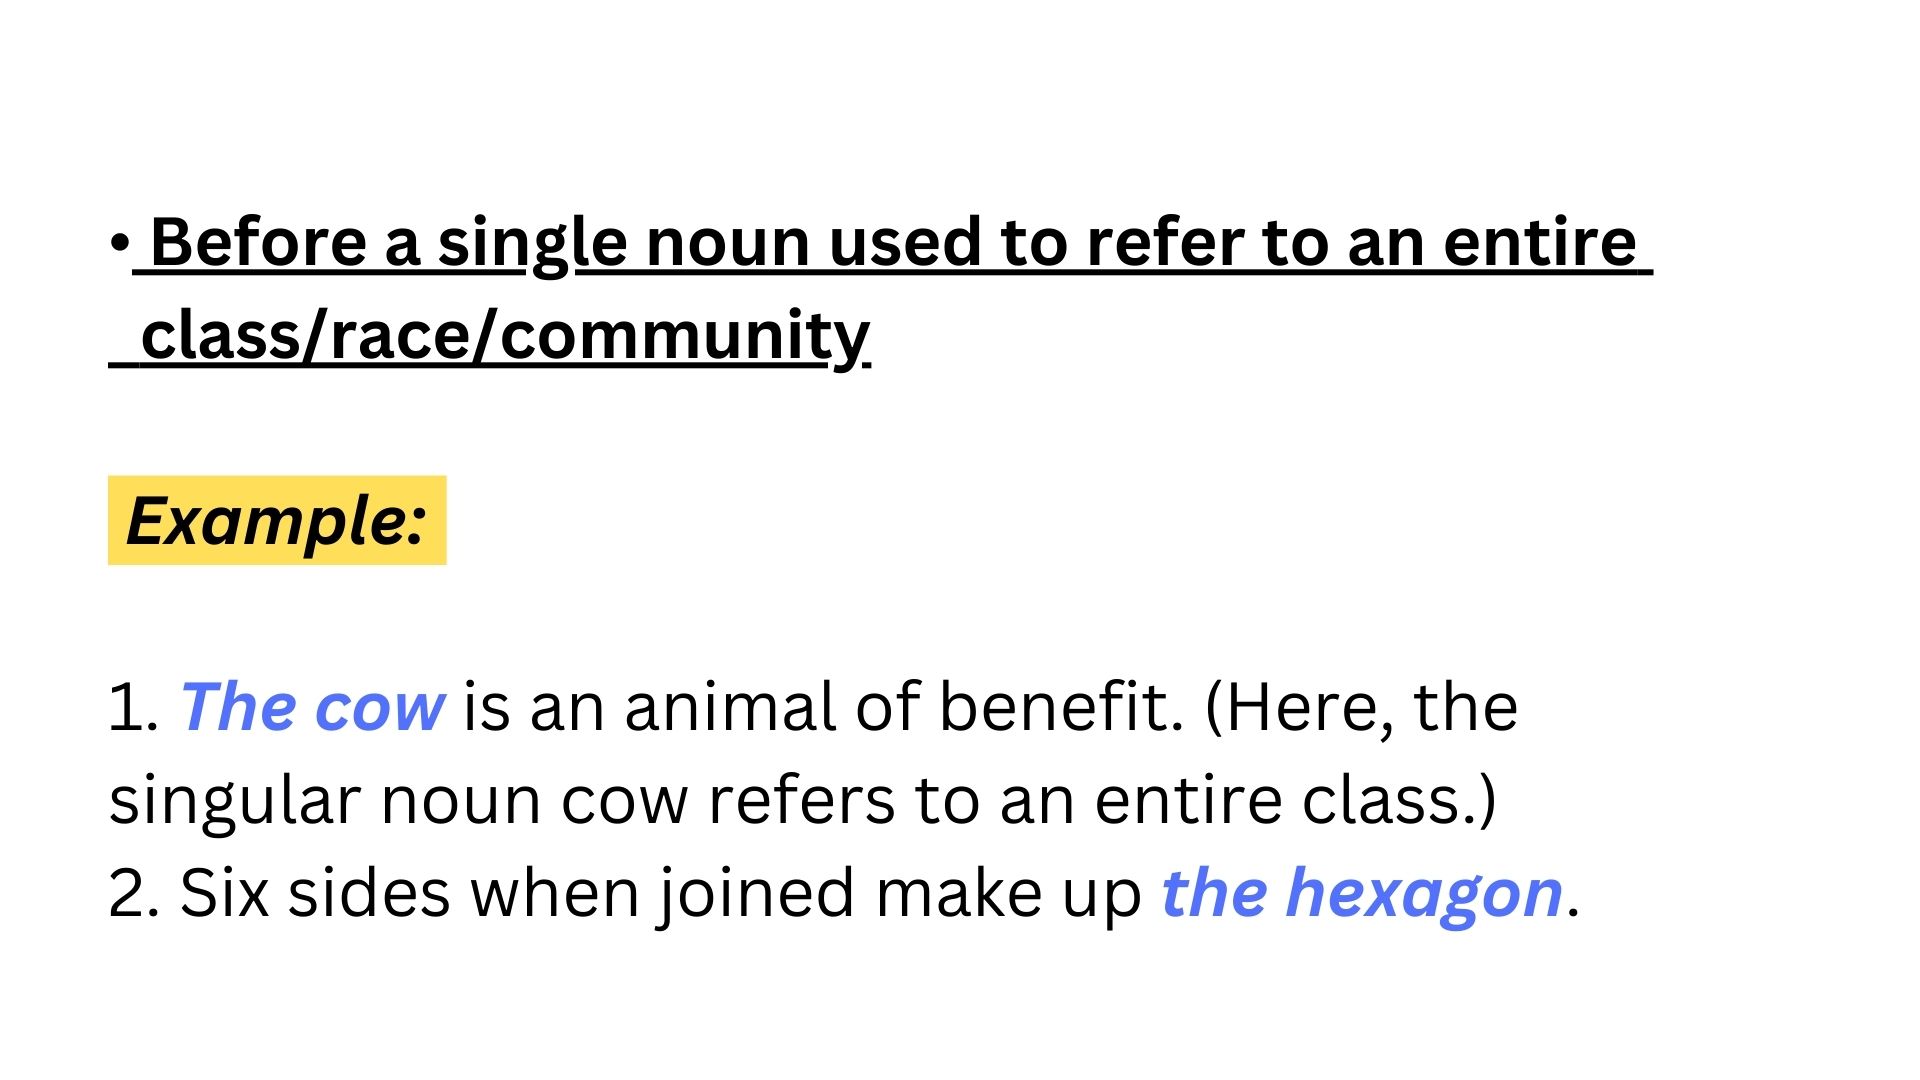 • Before a single noun used to refer to an entire
class/race/community
Example:
1. The cow is an animal of benefit. (Here, the
singular noun cow refers to an entire class.)
2. Six sides when joined make up the hexagon.